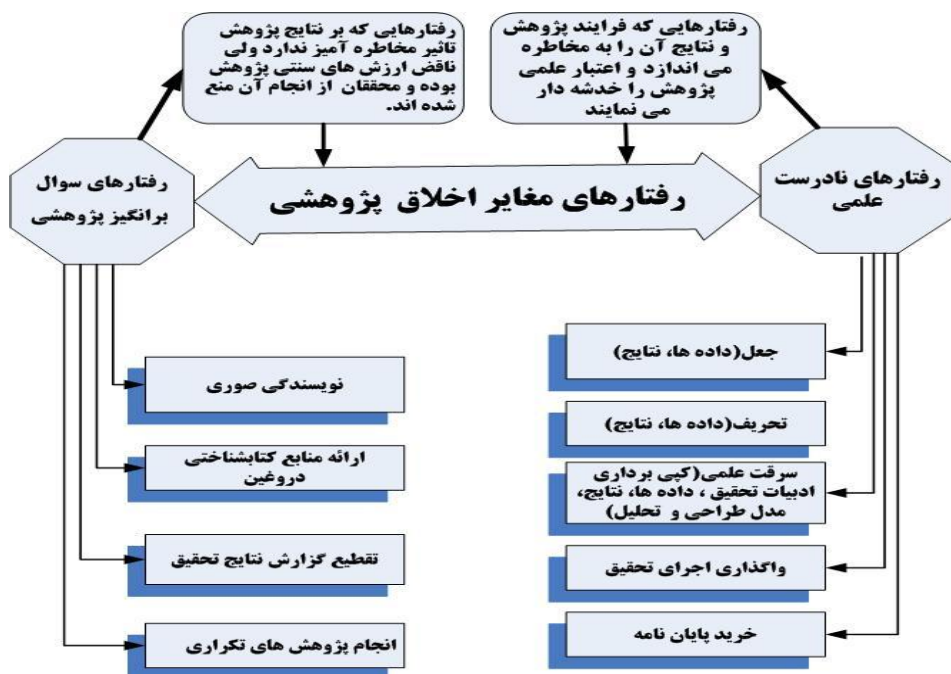 رفتارهایی که فرایند پژوهش
و نتایج آن را به مخاطره
می اندازد و اعتبار علمی
پژوهش را خدشه دار
می نمایند
رفتارهایی که بر نتایج پژوهش
تاثیر مخاطره آمیز ندارد ولی
ناقض ارزش های سنتی پژوهش
بوده و محققان از انجام آن منع
شده اند.
رفتارهای نادرست
علمی
رفتارهای مغایر اخلاق پژوهشی
رفتارهای سوال
برانگیز پژوهشی
جعل(داده ها، نتایج)
تحریف(داده ها، نتایج)
سرقت علمی(کپی برداری
ادبیات تحقیق ، داده ها، نتایج،
مدل طراحی و تحلیل)
واگذاری اجرای تحقیق
خرید پایان نامه
نویسندگی صوری
ارائه منابع کتابشناختی
دروغین
تقطیع گزارش نتایج تحقیق
انجام پژوهش های تکراری